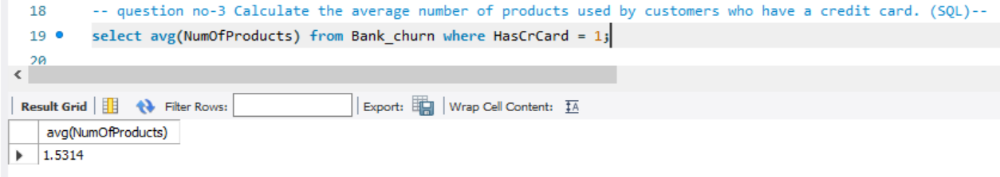 18 -- question no-3 Calculate the average number of products used by customers who have a credit card. (SQL)--
19 select avg(NumOfProducts) from Bank_churn where HasCrCard = 1;
20
Result Grid Filter Rows: Export: Wrap Cell Content: IA
avg(NumOfProducts)
1.5314